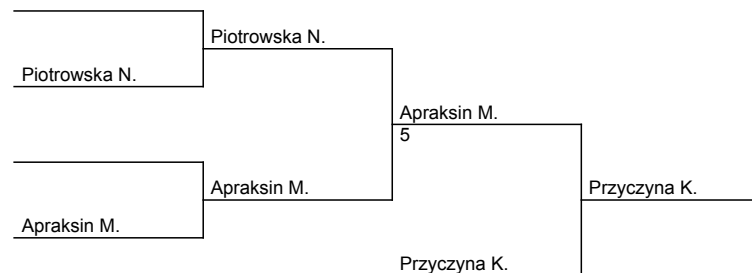 Piotrowska N.
Piotrowska N.
Apraksin M.
5
Apraksin M.
Przyczyna K.
Apraksin M.
Przyczyna K.